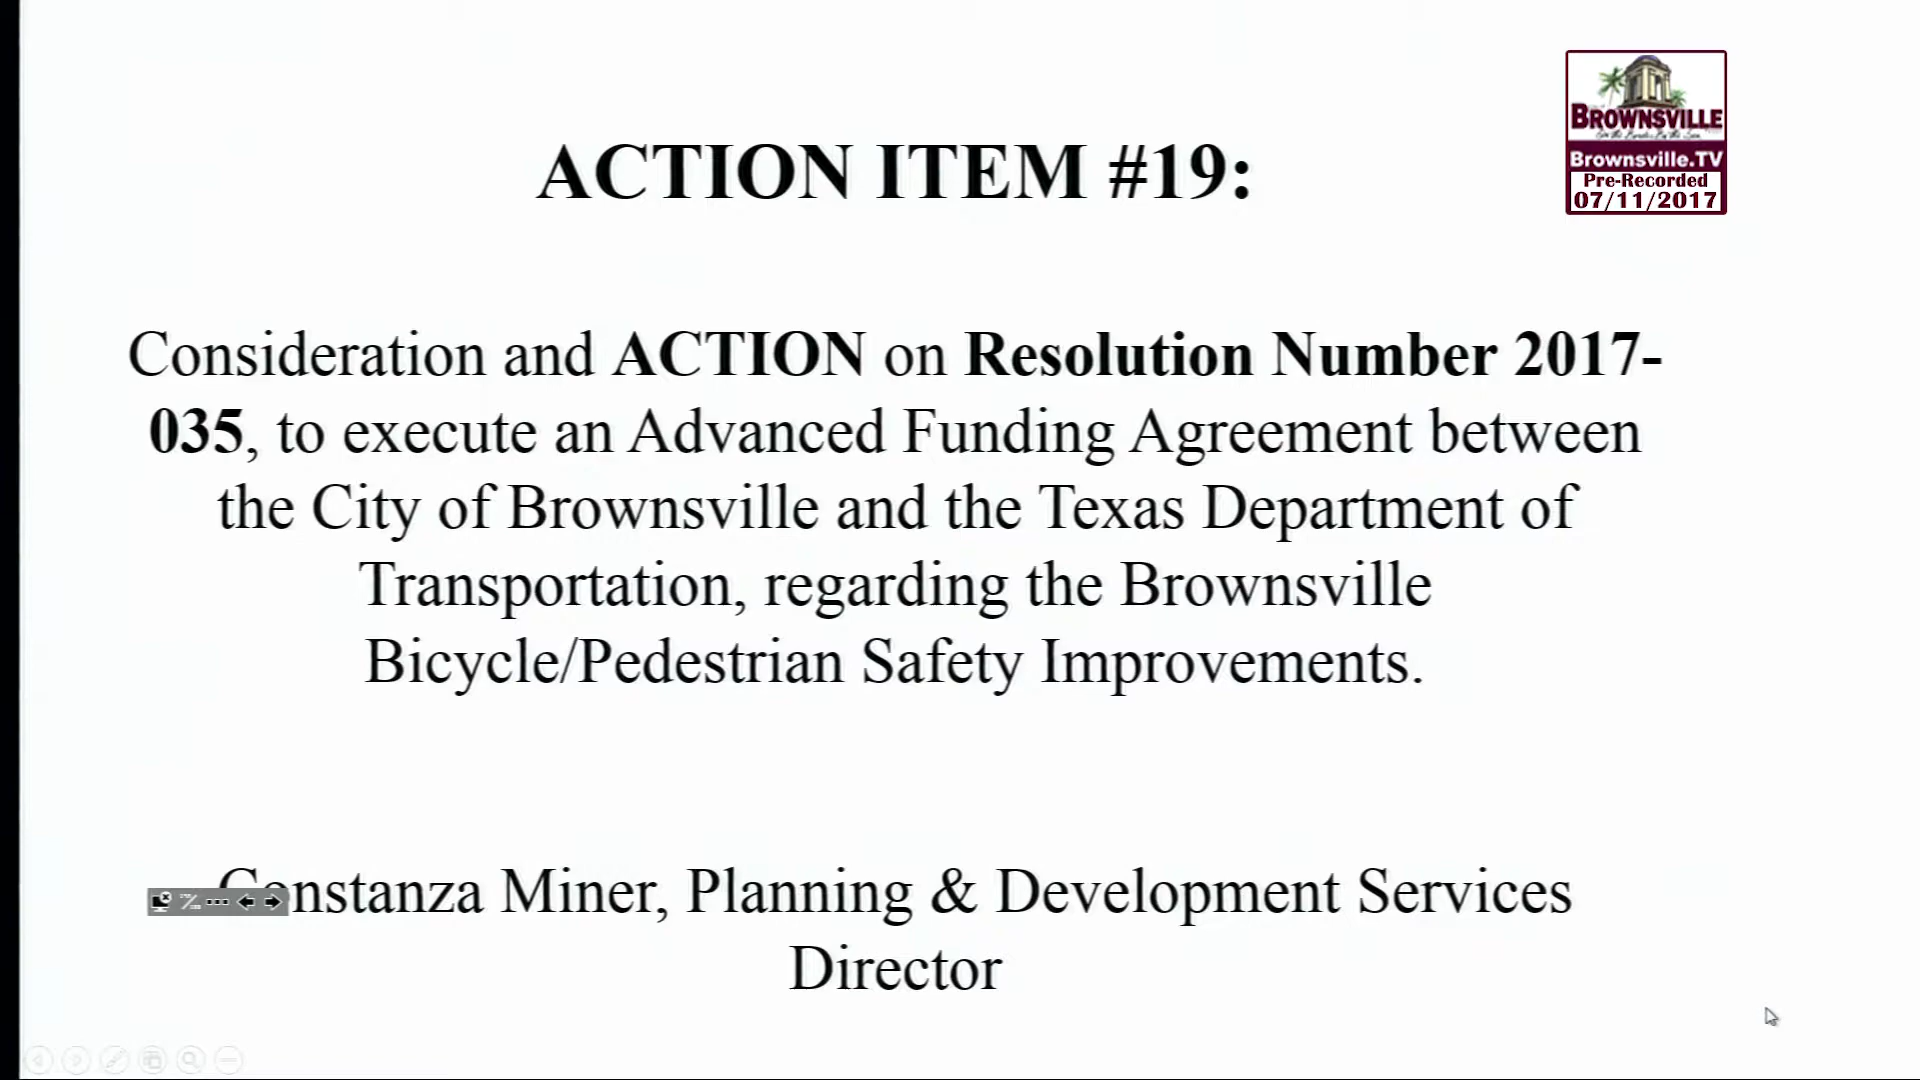 BROWNSVILLE
Brownsville.TV
Pre-Recorded
07/11/2017
ACTION ITEM #19:
Consideration and ACTION on Resolution Number 2017-
035, to execute an Advanced Funding Agreement between
the City of Brownsville and the Texas Department of
Transportation, regarding the Brownsville
Bicycle/Pedestrian Safety Improvements.
Constanza Miner, Planning & Development Services
Director